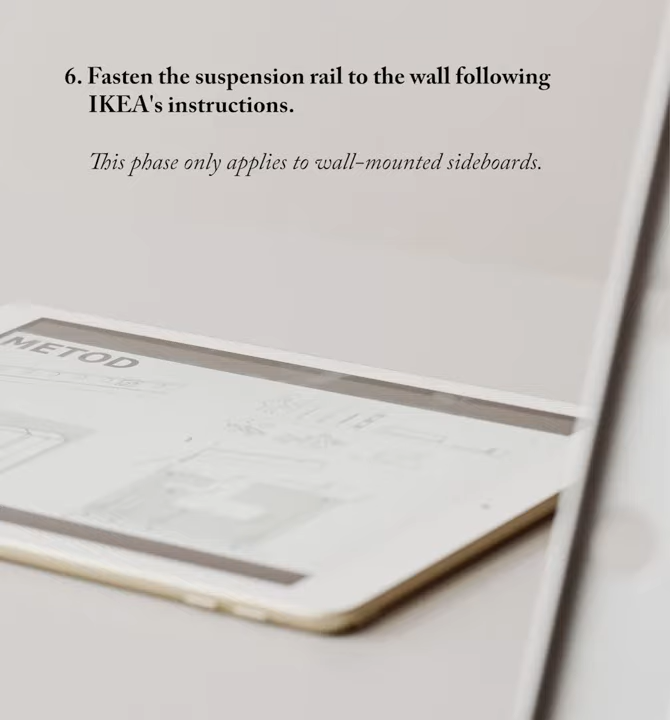 6. Fasten the suspension rail to the wall following
IKEA's instructions.
This phase only applies to wall-mounted sideboards.
METOD